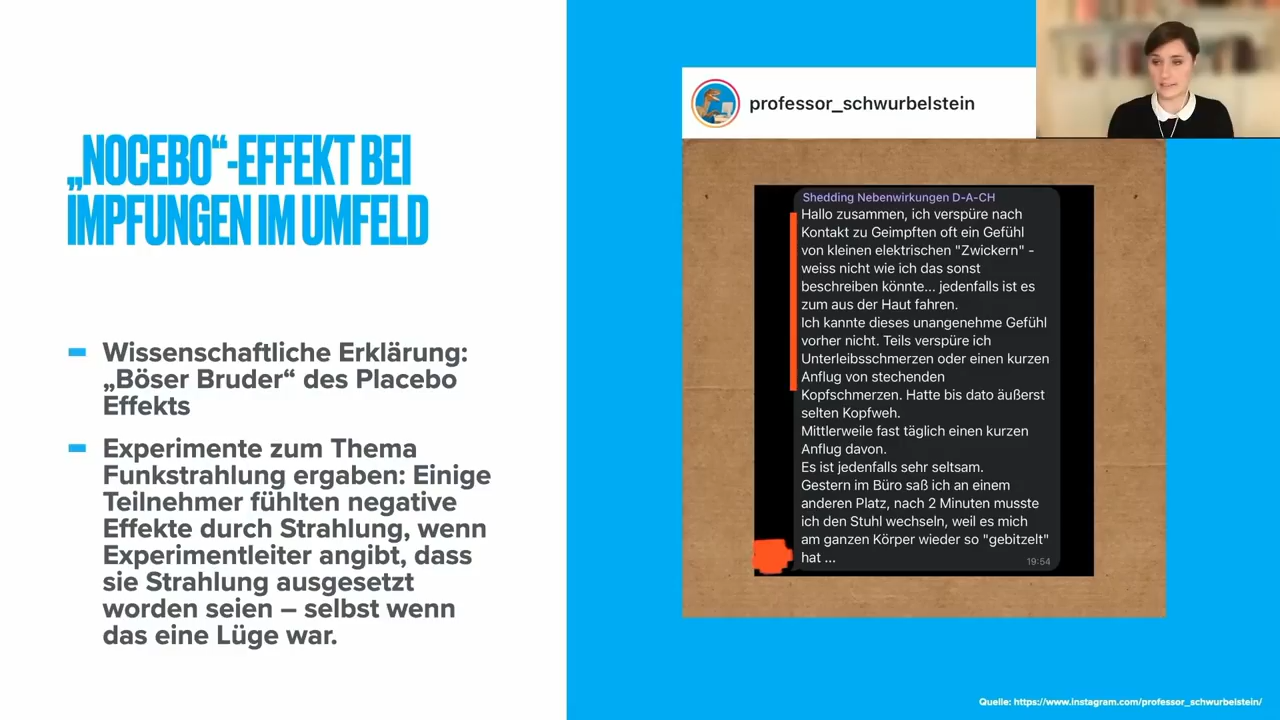 „NOCEBO“-EFFEKT BEI
IMPFUNGEN IM UMFELD
Wissenschaftliche Erklärung:
„Böser Bruder“ des Placebo
Effekts
Experimente zum Thema
Funkstrahlung ergaben: Einige
Teilnehmer fühlten negative
Effekte durch Strahlung, wenn
Experimentleiter angibt, dass
sie Strahlung ausgesetzt
worden seien – selbst wenn
das eine Lüge war.
professor_schwurbelstein
Shedding Nebenwirkungen D-A-CH
Hallo zusammen, ich verspüre nach
Kontakt zu Geimpften oft ein Gefühl
von kleinen elektrischen "Zwickern" -
weiss nicht wie ich das sonst
beschreiben könnte... jedenfalls ist es
zum aus der Haut fahren.
Ich kannte dieses unangenehme Gefühl
vorher nicht. Teils verspüre ich
Unterleibsschmerzen oder einen kurzen
Anflug von stechenden
Kopfschmerzen. Hatte bis dato äußerst
selten Kopfweh.
Mittlerweile fast täglich einen kurzen
Anflug davon.
Es ist jedenfalls sehr seltsam.
Gestern im Büro saß ich an einem
anderen Platz, nach 2 Minuten musste
ich den Stuhl wechseln, weil es mich
am ganzen Körper wieder so "gebitzelt"
hat ...
19:54
Quelle: https://www.instagram.com/professor_schwurbelstein/